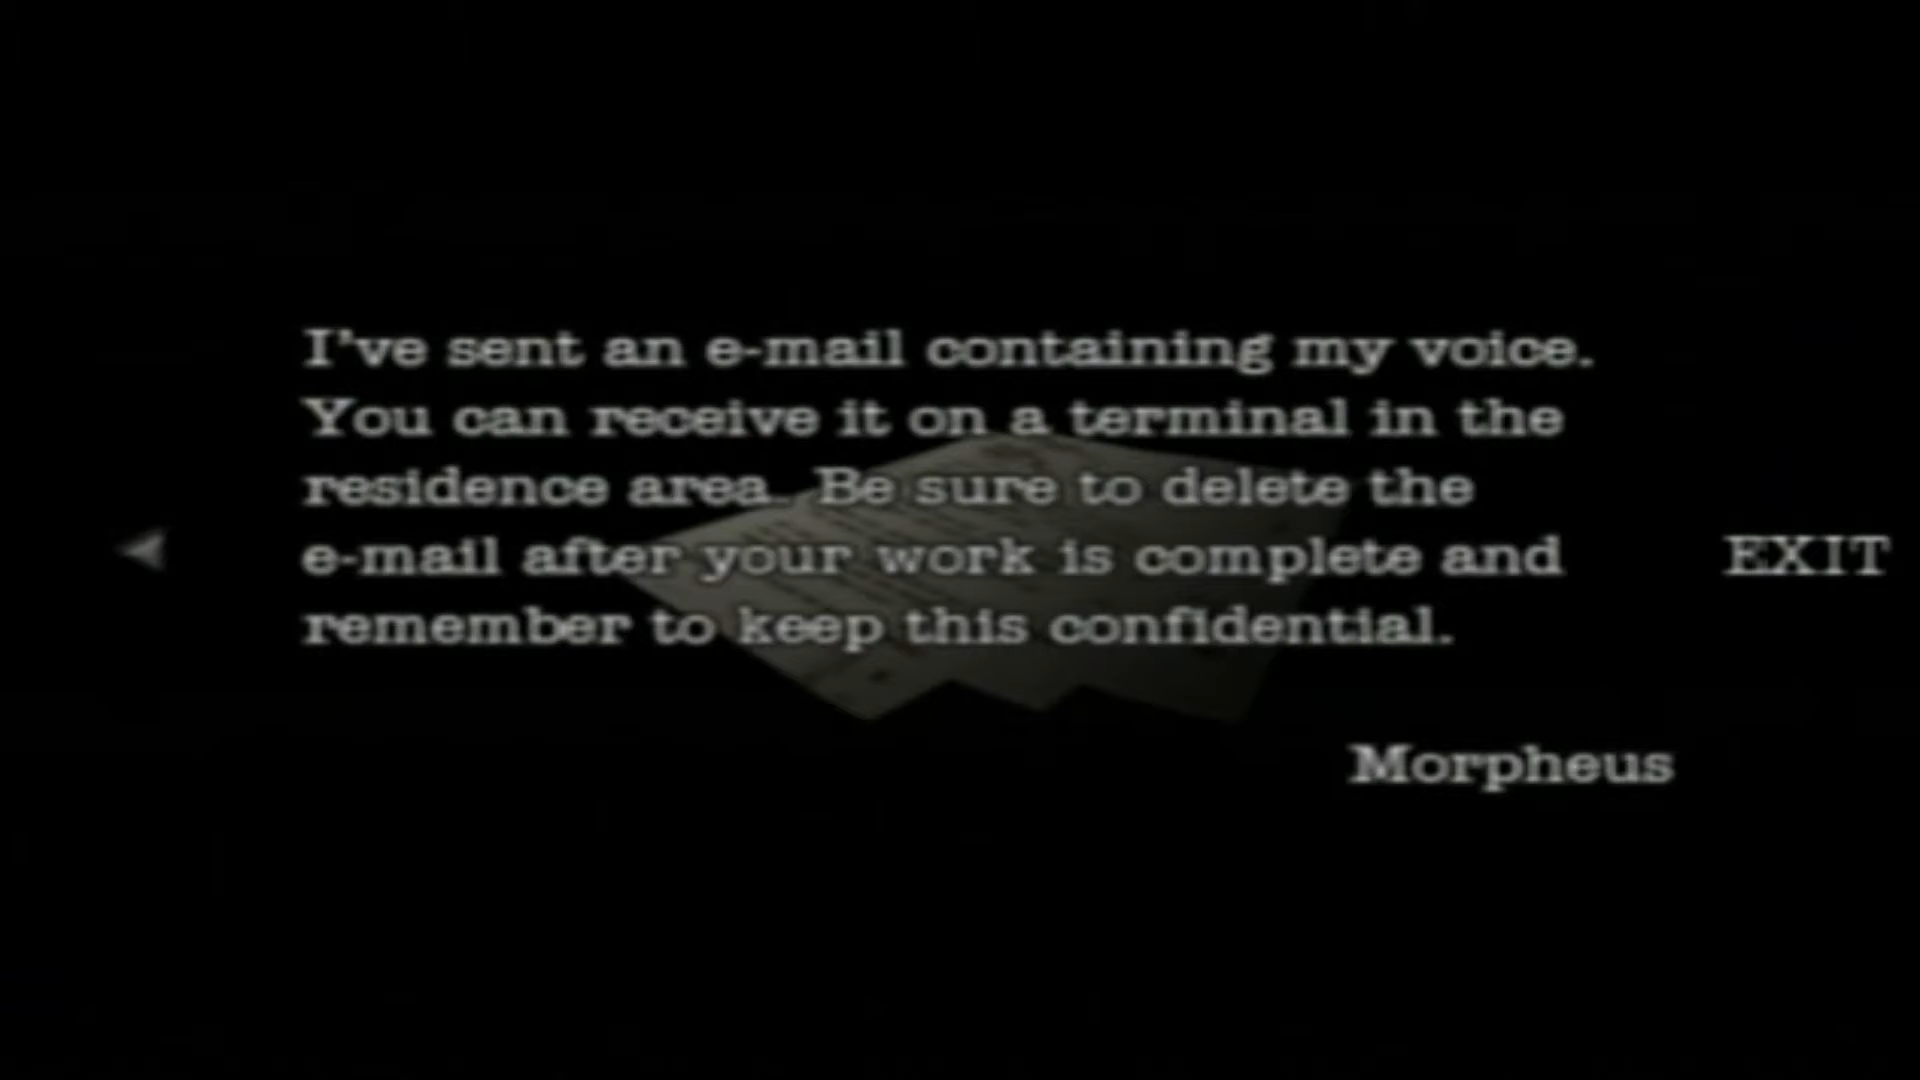 I've sent an e-mail containing my voice.
You can receive it on a terminal in the
residence area. Be sure to delete the
e-mail after your work is complete and
remember to keep this confidential.
EXIT
Morpheus